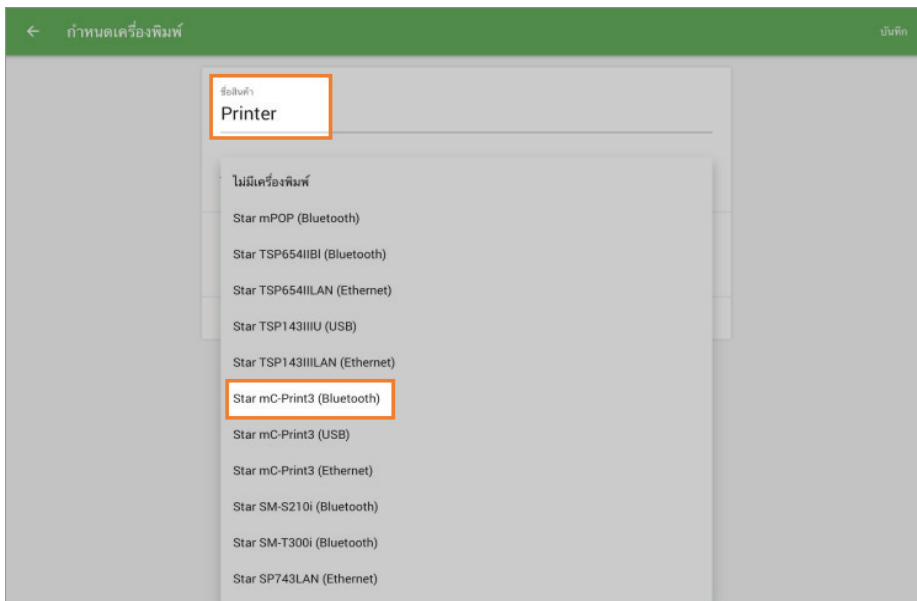 ← กำหนดเครื่องพิมพ์
บันทึก
ชื่อสินค้า
Printer
ไม่มีเครื่องพิมพ์
Star mPOP (Bluetooth)
Star TSP654IIBl (Bluetooth)
Star TSP654IILAN (Ethernet)
Star TSP143IIIU (USB)
Star TSP143IIILAN (Ethernet)
Star mC-Print3 (Bluetooth)
Star mC-Print3 (USB)
Star mC-Print3 (Ethernet)
Star SM-S210i (Bluetooth)
Star SM-T300i (Bluetooth)
Star SP743LAN (Ethernet)